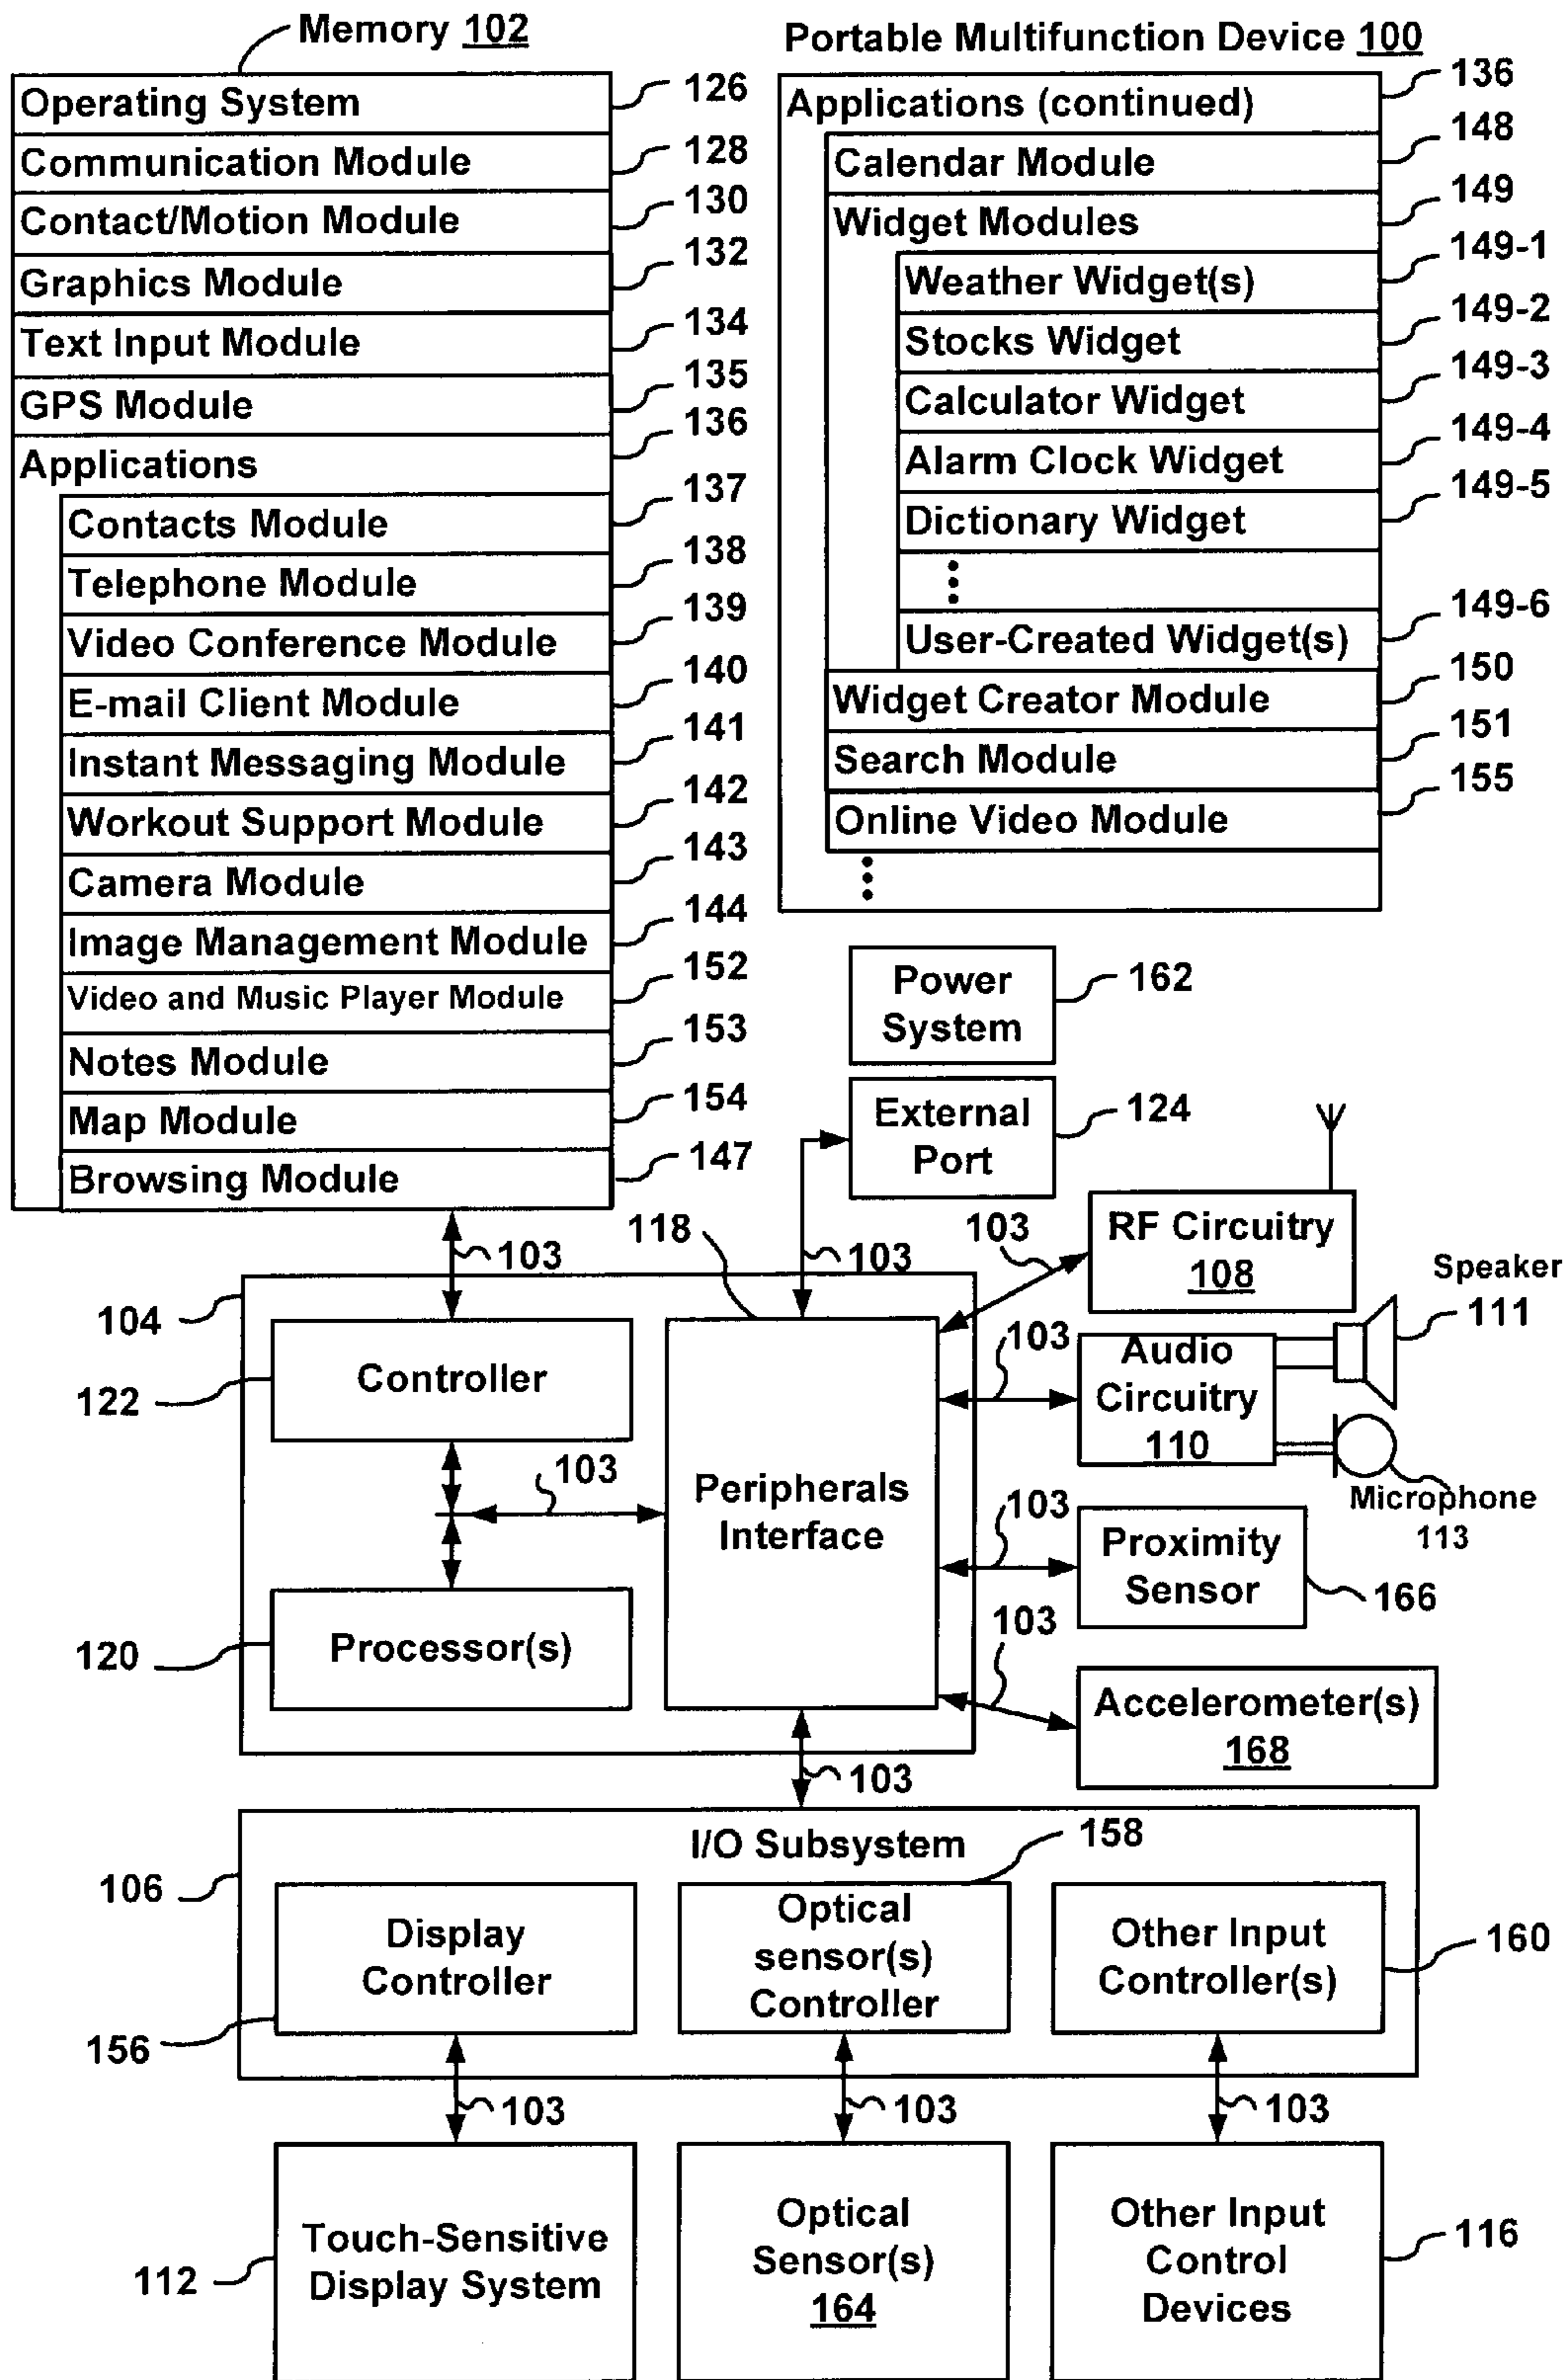 Memory 102
Operating System 126
Communication Module 128
Contact/Motion Module 130
Graphics Module 132
Text Input Module 134
GPS Module 135
Applications 136
Contacts Module 137
Telephone Module 138
Video Conference Module 139
E-mail Client Module 140
Instant Messaging Module 141
Workout Support Module 142
Camera Module 143
Image Management Module 144
Video and Music Player Module 152
Notes Module 153
Map Module 154
Browsing Module 147
Portable Multifunction Device 100
Applications (continued) 136
Calendar Module 148
Widget Modules 149
Weather Widget(s) 149-1
Stocks Widget 149-2
Calculator Widget 149-3
Alarm Clock Widget 149-4
Dictionary Widget 149-5
User-Created Widget(s) 149-6
Widget Creator Module 150
Search Module 151
Online Video Module 155
Power
System
162
External
Port
124
103
118
103
103
RF Circuitry
108
Speaker
111
104
Controller
122
103
Audio
Circuitry
110
103
Peripherals
Interface
Microphone
113
103
Proximity
Sensor
166
Processor(s)
120
103
Accelerometer(s)
168
103
I/O Subsystem
158
106
Display
Controller
156
Optical
sensor(s)
Controller
Other Input
Controller(s)
160
103
103
103
Touch-Sensitive
Display System
112
Optical
Sensor(s)
164
Other Input
Control
Devices
116